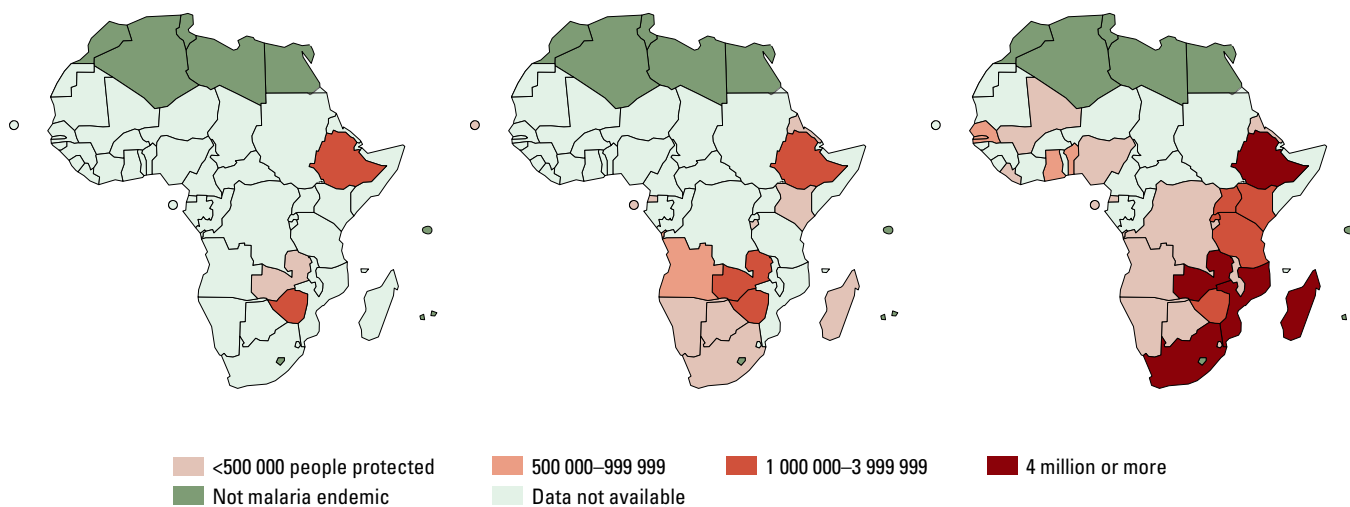 <500 000 people protected
500 000–999 999
1 000 000–3 999 999
4 million or more
Not malaria endemic
Data not available